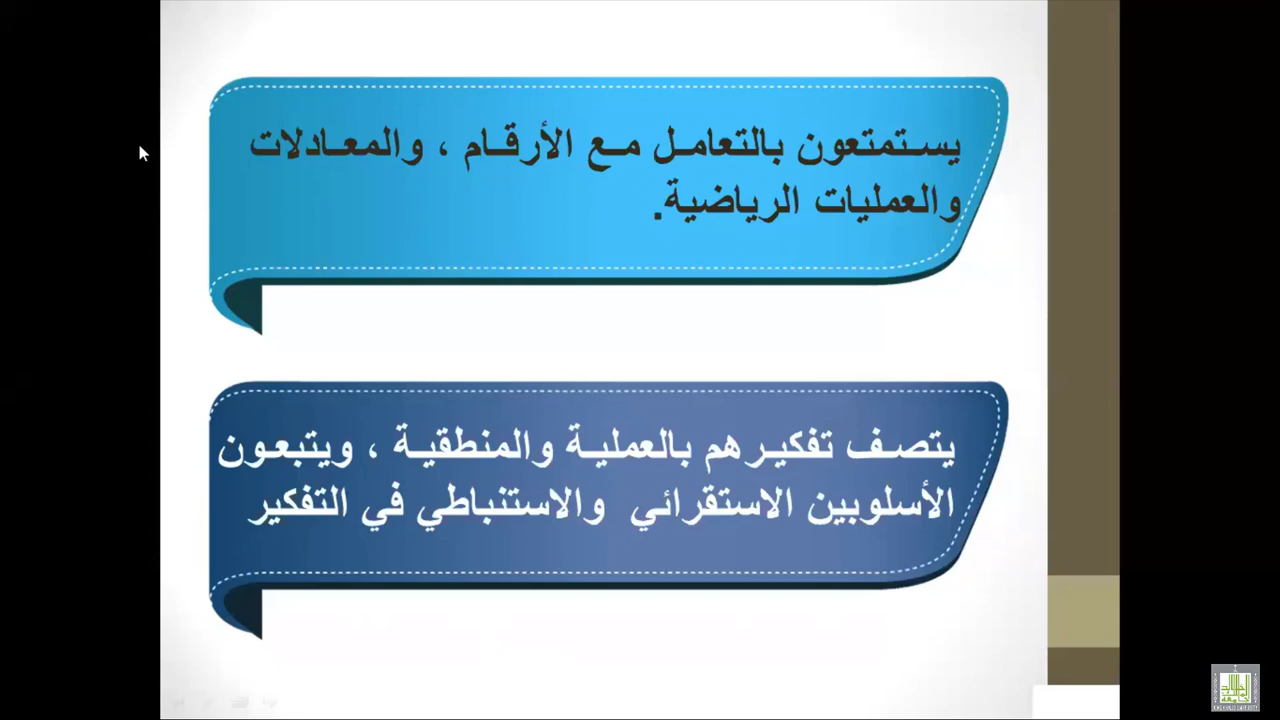 يستمتعون بالتعامل مع الأرقام ، والمعادلات
والعمليات الرياضية.
يتصف تفكيرهم بالعملية والمنطقية ، ويتبعون
الأسلوبين الاستقرائي والاستنباطي في التفكير